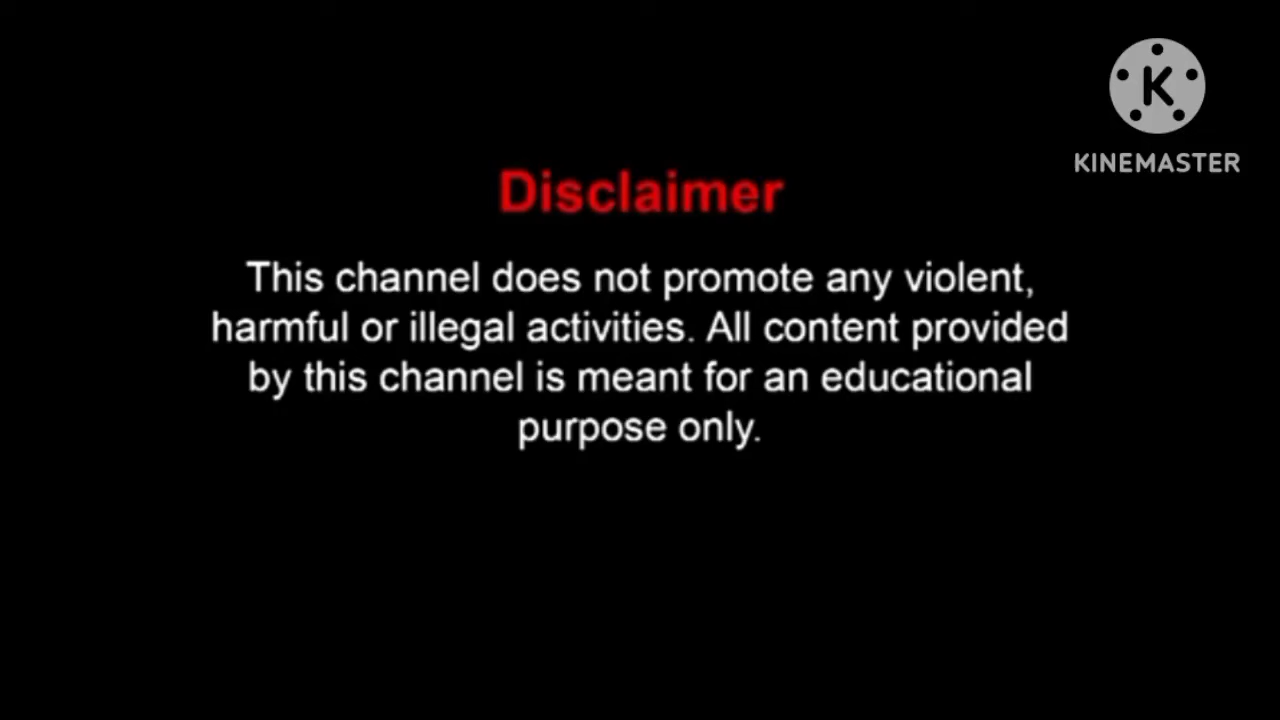 K
KINEMASTER
Disclaimer
This channel does not promote any violent,
harmful or illegal activities. All content provided
by this channel is meant for an educational
purpose only.